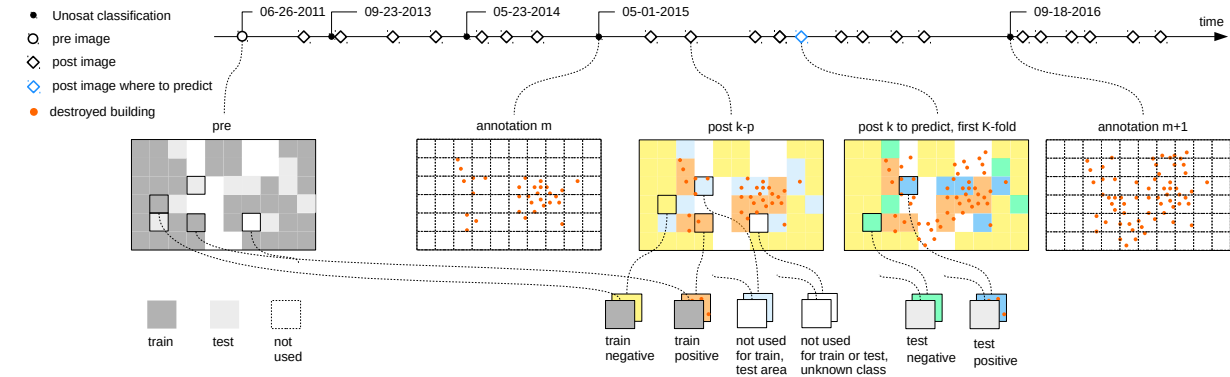 Unosat classification
pre image
post image
post image where to predict
destroyed building
06-26-2011
09-23-2013
05-23-2014
05-01-2015
09-18-2016
time
pre
annotation m
post k-p
post k to predict, first K-fold
annotation m+1
train
test
not
used
train
negative
train
positive
not used
for train,
test area
not used
for train or test,
unknown class
test
negative
test
positive